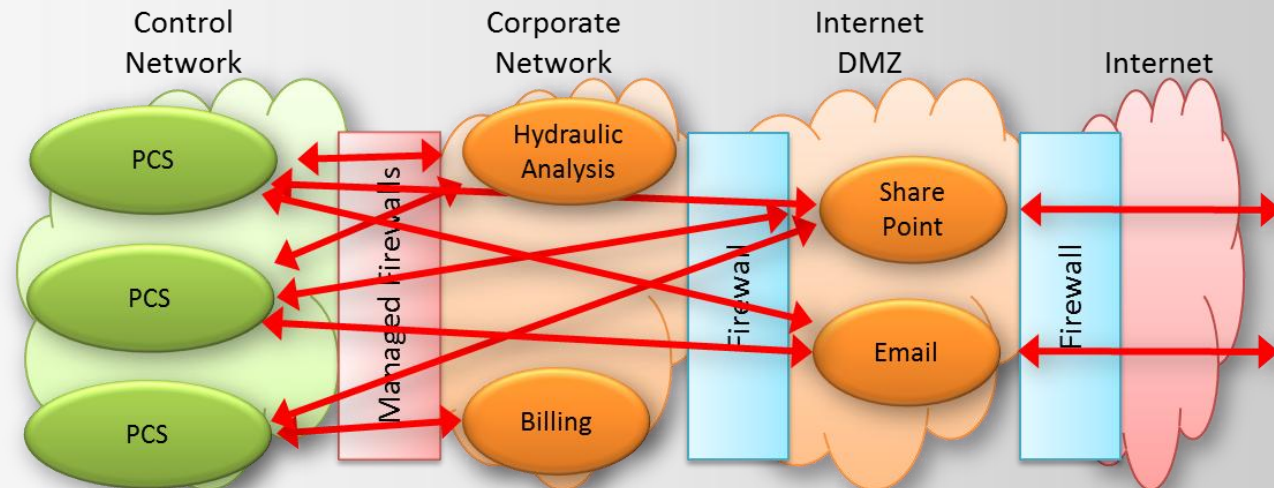 Control
Network
Corporate
Network
Internet
DMZ
Internet
PCS
PCS
PCS
Managed Firewalls
Hydraulic
Analysis
Billing
Firewall
Share
Point
Email
Firewall